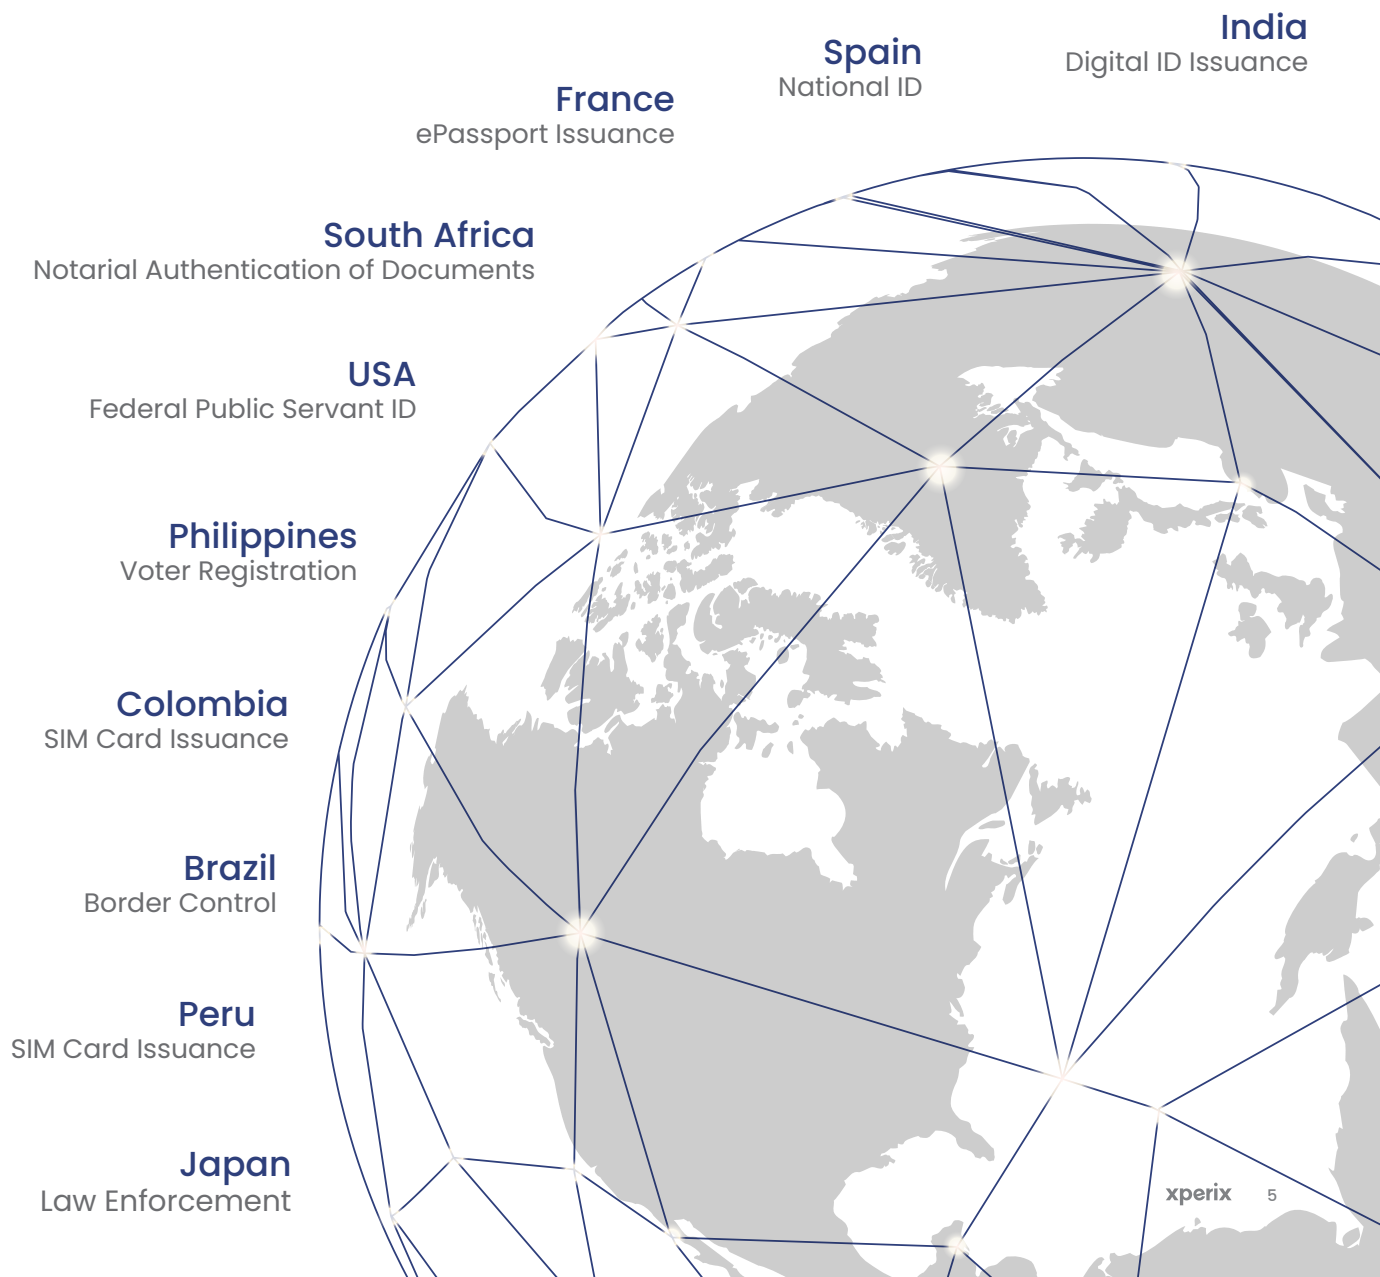 India
Digital ID Issuance
Spain
National ID
France
ePassport Issuance
South Africa
Notarial Authentication of Documents
USA
Federal Public Servant ID
Philippines
Voter Registration
Colombia
SIM Card Issuance
Brazil
Border Control
Peru
SIM Card Issuance
Japan
Law Enforcement
xperix 5